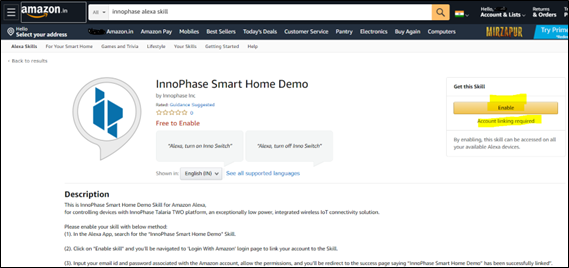 amazon.in
All
innophase alexa skill
Hello
Account & Lists
Returns
& Orders
Hello
Select your address
Amazon.in
Amazon Pay
Mobiles
Best Sellers
Today's Deals
Customer Service
Pantry
Electronics
Buy Again
Computers
MIRZAPUR
Try Prime
Alexa Skills
For Your Smart Home
Games and Trivia
Lifestyle
Your Skills
Getting Started
Help
‹ Back to results
InnoPhase Smart Home Demo
by Innophase Inc
Rated: Guidance Suggested
0
Free to Enable
"Alexa, turn on Inno Switch"
"Alexa, turn off Inno Switch"
Shown in:
English (IN)
See all supported languages
Get this Skill
Enable
Account linking required
By enabling, this skill can be accessed on all
your available Alexa devices.
Description
This is InnoPhase Smart Home Demo Skill for Amazon Alexa,
for controlling devices with InnoPhase Talaria TWO platform, an exceptionally low power, integrated wireless IoT connectivity solution.
Please enable your skill with below method:
(1). In the Alexa App, search for the "InnoPhase Smart Home Demo" Skill.
(2). Click on "Enable skill" and you'll be navigated to 'Login With Amazon' login page to link your account to the Skill.
(3). Input your email id and password associated with the Amazon account, allow the permissions, and you'll be redirected to the success page saying "InnoPhase Smart Home Demo" has been successfully linked".